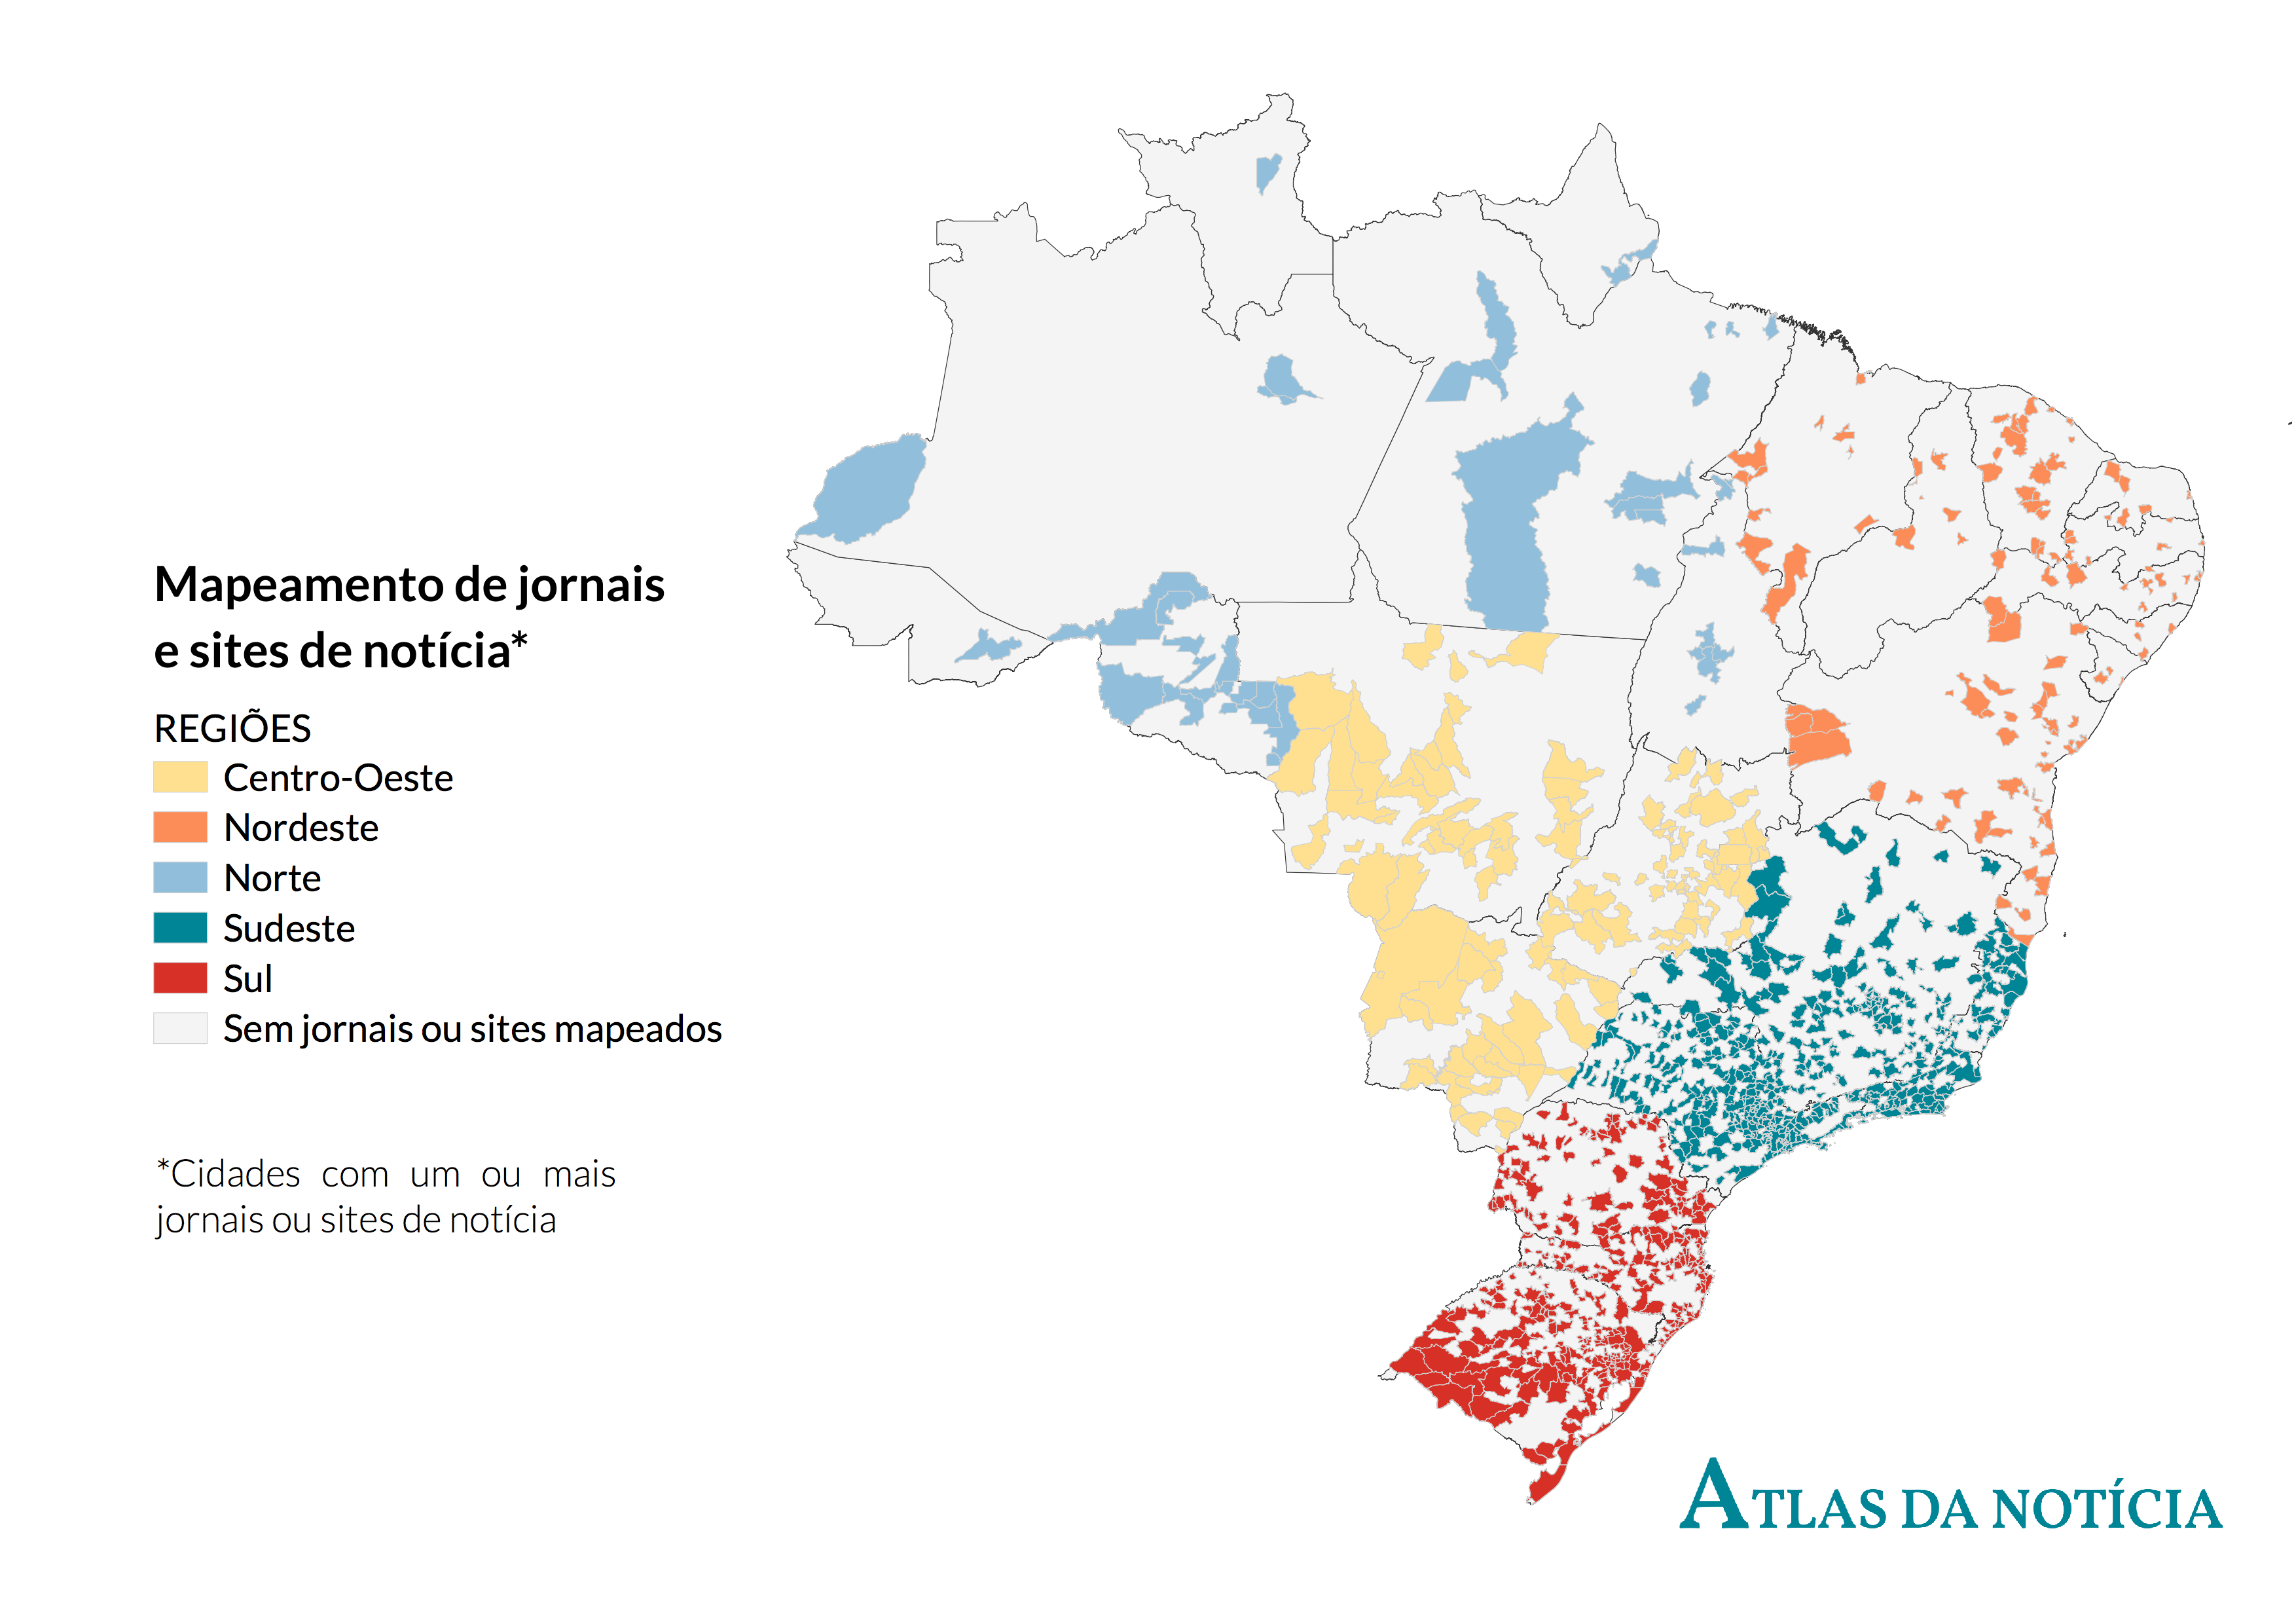 Mapeamento de jornais
e sites de notícia*
REGIÕES
Centro-Oeste
Nordeste
Norte
Sudeste
Sul
Sem jornais ou sites mapeados
*Cidades com um ou mais
jornais ou sites de notícia
ATLAS DA NOTÍCIA